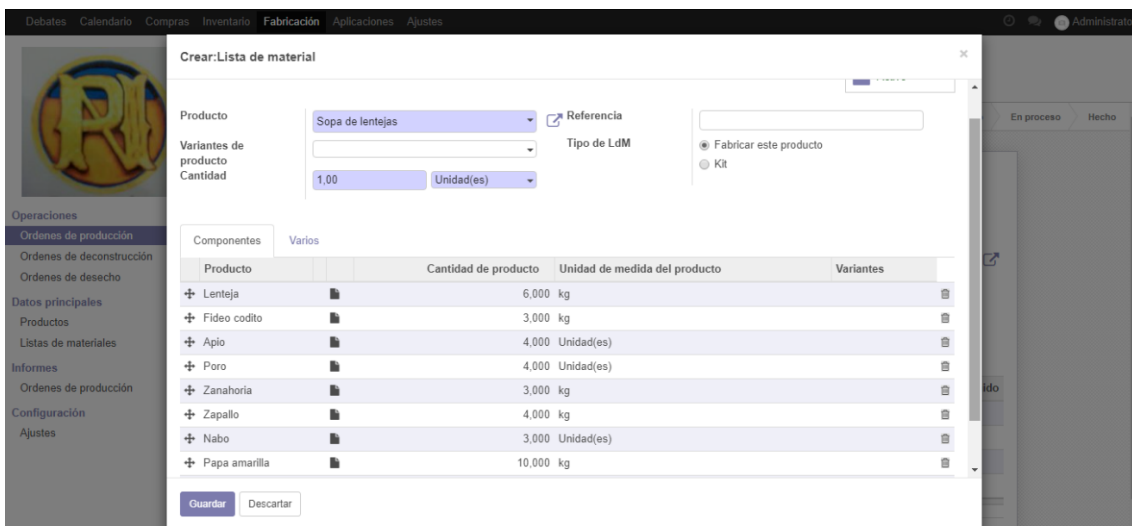 Debates Calendario Compras Inventario Fabricación Aplicaciones Ajustes Administrato
Crear:Lista de material ×
RI
Producto Sopa de lentejas Referencia
Variantes de producto Tipo de LdM Fabricar este producto
Kit
Cantidad 1,00 Unidad(es)
En proceso Hecho
Operaciones
Ordenes de producción
Ordenes de deconstrucción
Ordenes de desecho
Datos principales
Productos
Listas de materiales
Informes
Ordenes de producción
Configuración
Ajustes
Componentes Varios
Producto Cantidad de producto Unidad de medida del producto Variantes
Lenteja 6,000 kg
Fideo codito 3,000 kg
Apio 4,000 Unidad(es)
Poro 4,000 Unidad(es)
Zanahoria 3,000 kg
Zapallo 4,000 kg
Nabo 3,000 Unidad(es)
Papa amarilla 10,000 kg
ido
Guardar Descartar